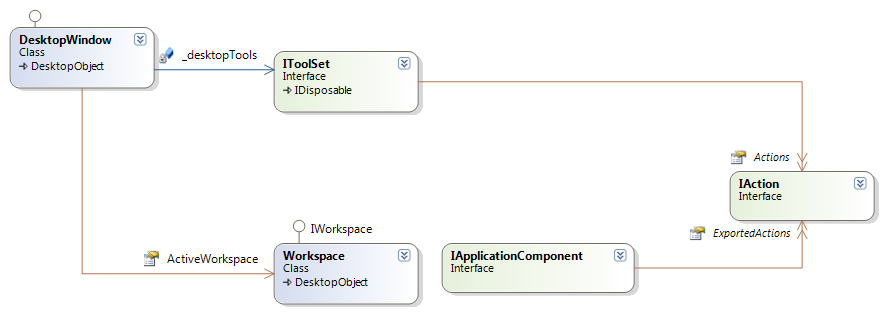 DesktopWindow
Class
DesktopObject
_desktopTools
IToolSet
Interface
IDisposable
Actions
IAction
Interface
ExportedActions
ActiveWorkspace
IWorkspace
Workspace
Class
DesktopObject
IApplicationComponent
Interface